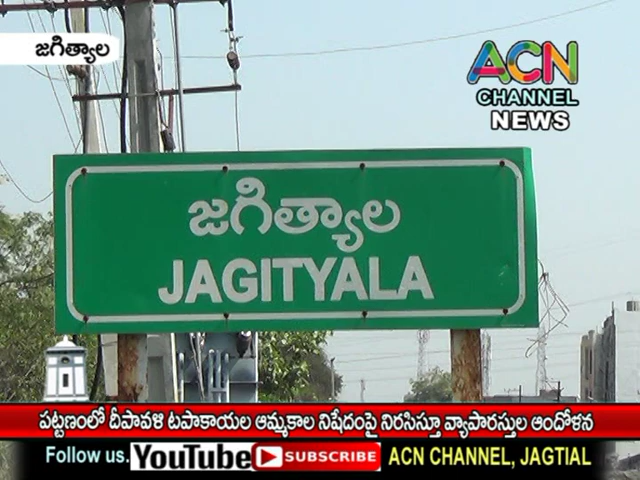 జగిత్యాల
ACN
CHANNEL
NEWS
జగిత్యాల
JAGITYALA
పట్టణంలో దీపావళి టపాకాయల ఆమ్మకాల నిషేదంపై నిరసిస్తూ వ్యాపారస్తుల ఆందోళన
Follow us. YouTube SUBSCRIBE ACN CHANNEL, JAGTIAL